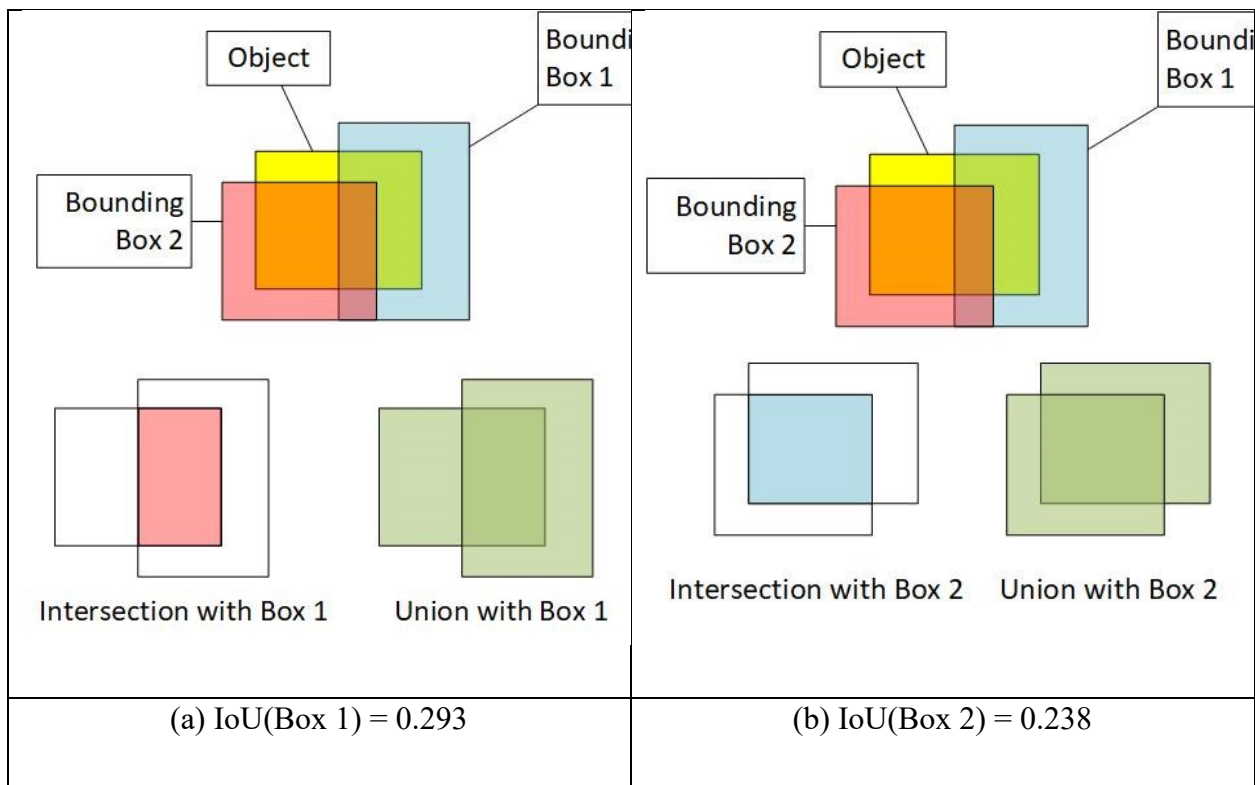 Object
Boundi
Box 1
Bounding
Box 2
Intersection with Box 1
Union with Box 1
(a) IoU(Box 1) = 0.293
Object
Boundi
Box 1
Bounding
Box 2
Intersection with Box 2
Union with Box 2
(b) IoU(Box 2) = 0.238